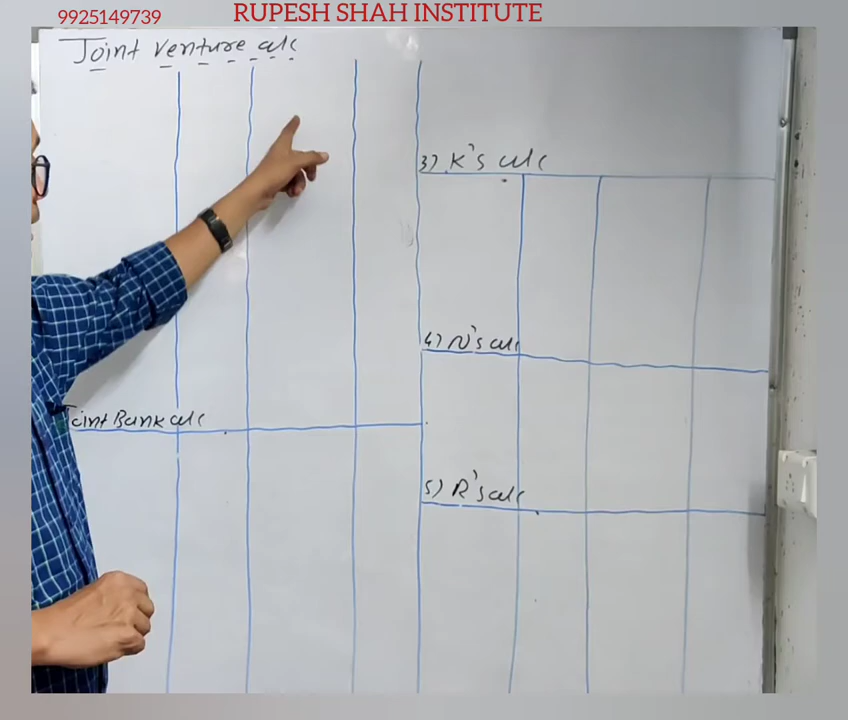 9925149739
RUPESH SHAH INSTITUTE
Joint Venture a/c
Joint Bank a/c
3) K's a/c
4) N's a/c
5) R's a/c